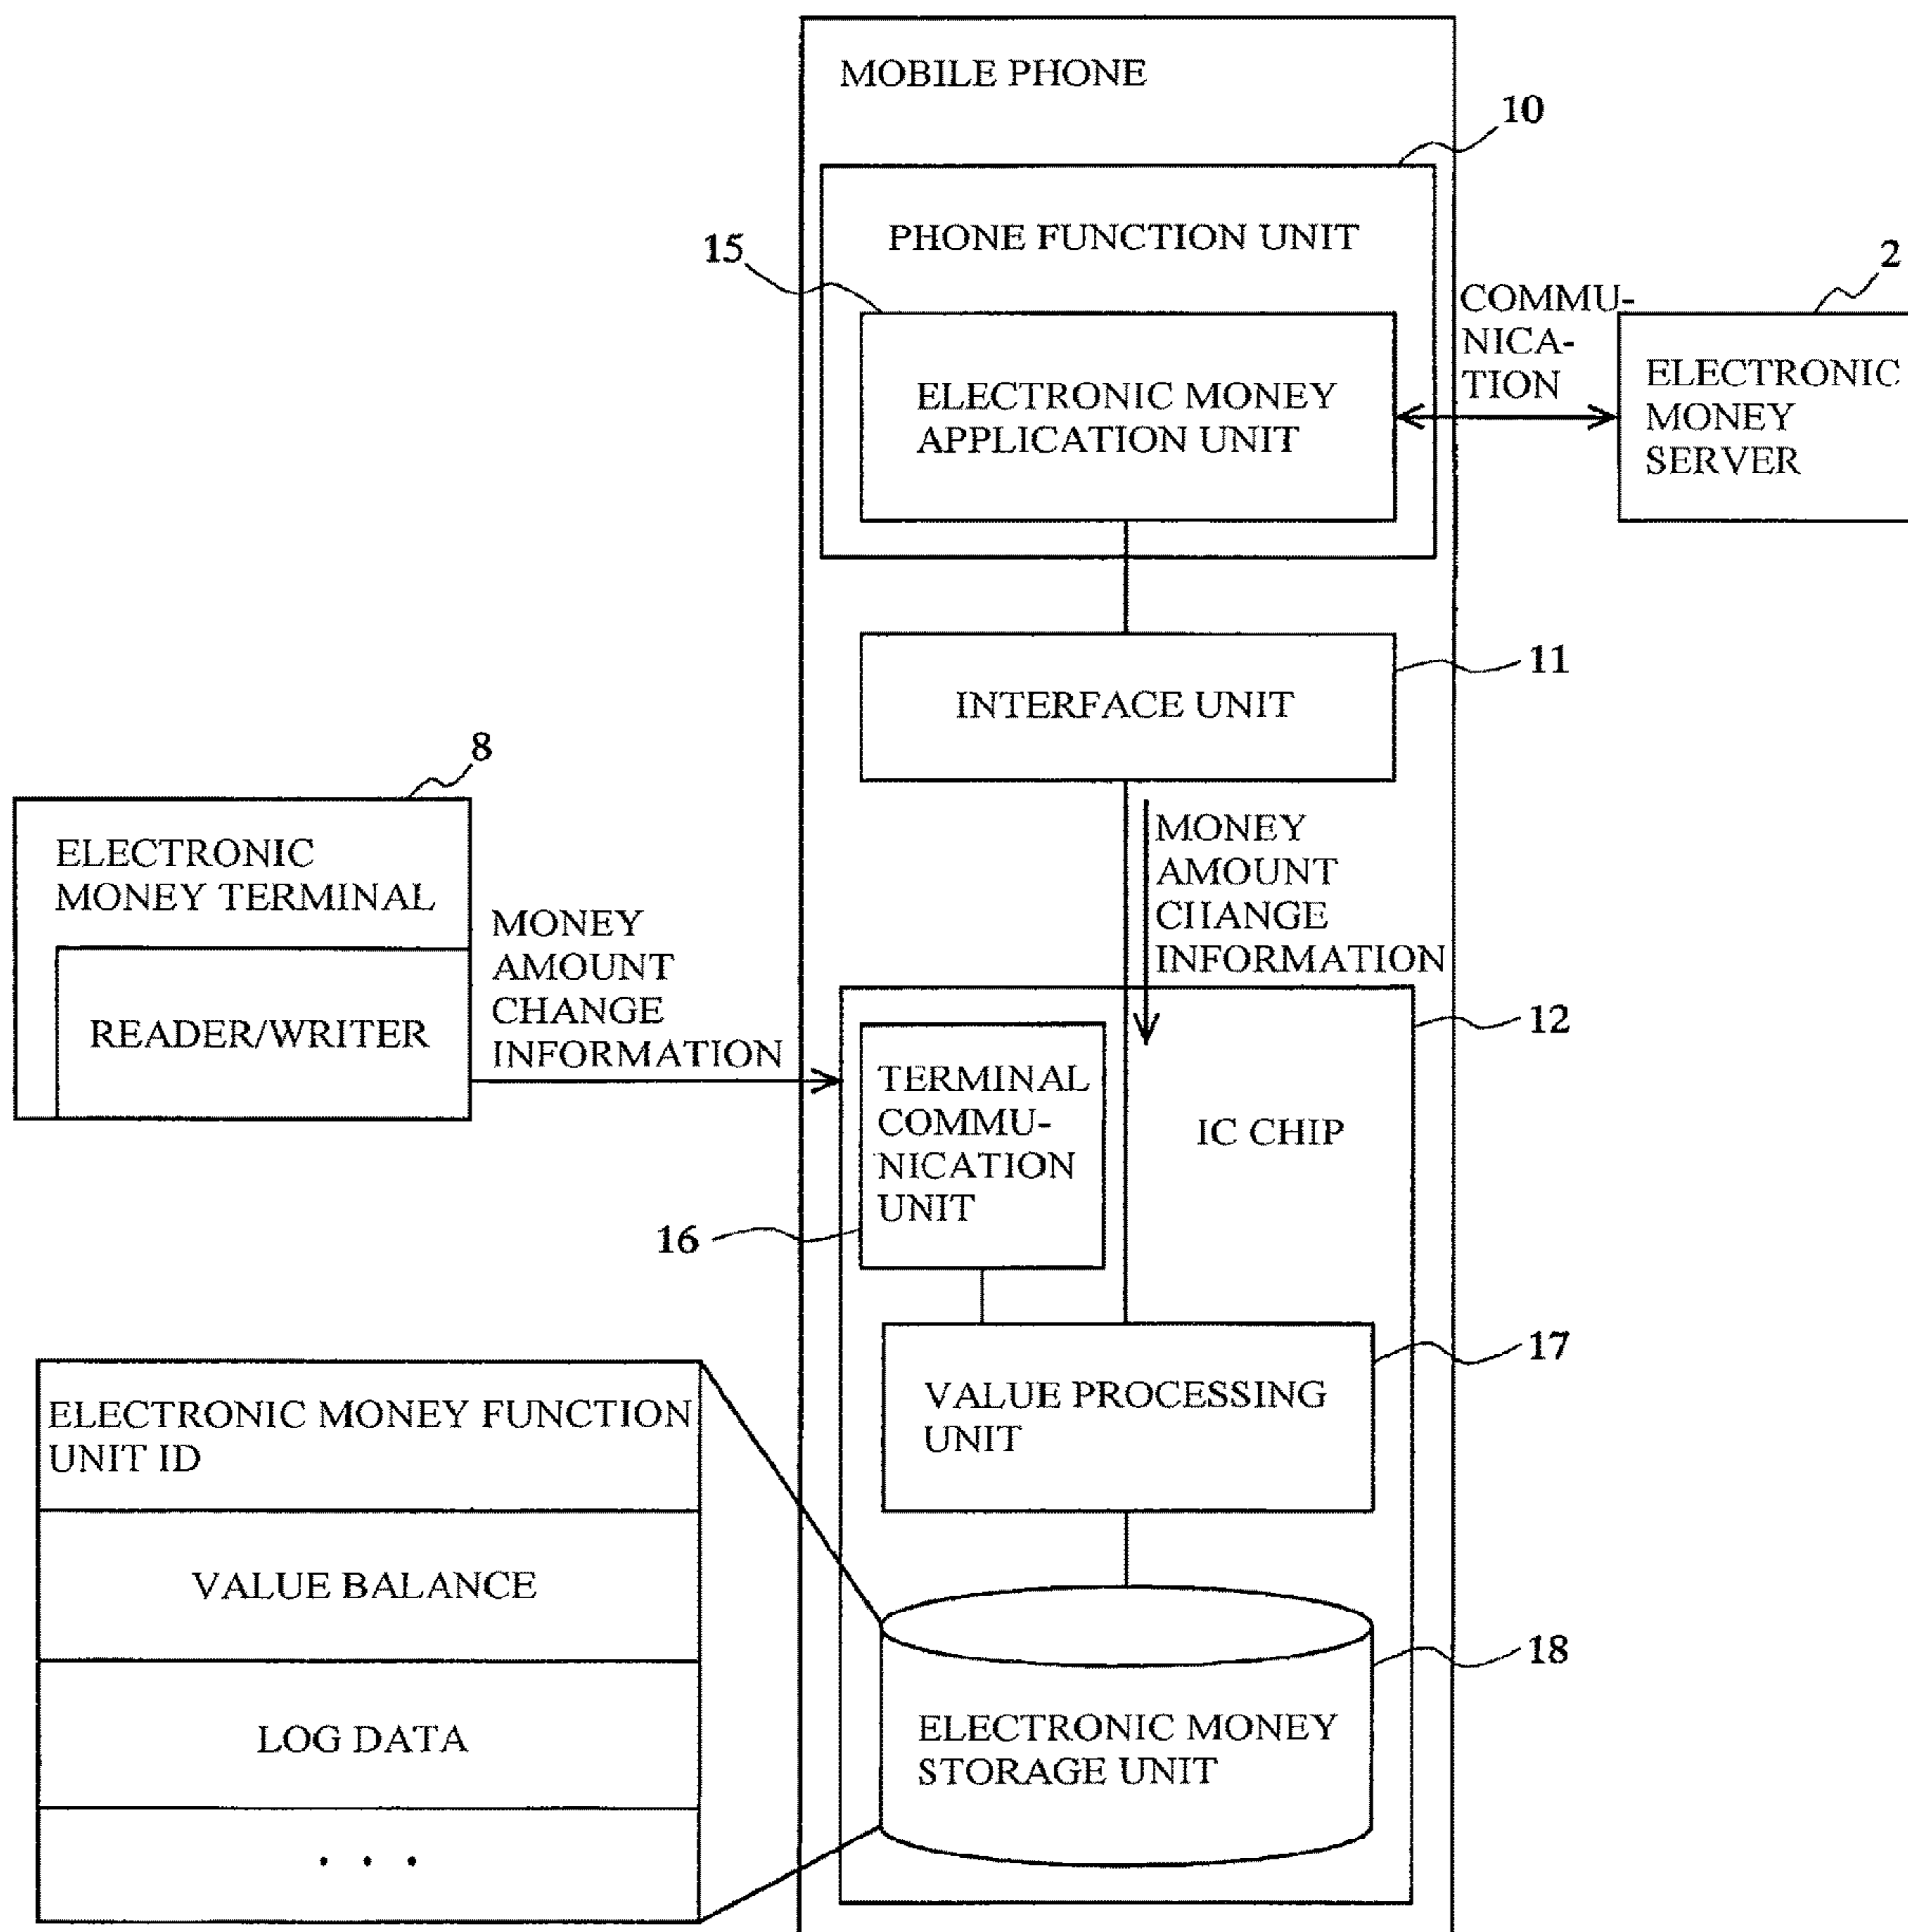 MOBILE PHONE
10
PHONE FUNCTION UNIT
15
ELECTRONIC MONEY
APPLICATION UNIT
COMMU-
NICA-
TION
2
ELECTRONIC
MONEY
SERVER
11
INTERFACE UNIT
8
ELECTRONIC
MONEY TERMINAL
READER/WRITER
MONEY
AMOUNT
CHANGE
INFORMATION
MONEY
AMOUNT
CHANGE
INFORMATION
12
TERMINAL
COMMU-
NICATION
UNIT
IC CHIP
16
17
VALUE PROCESSING
UNIT
ELECTRONIC MONEY FUNCTION
UNIT ID
VALUE BALANCE
LOG DATA
. . .
18
ELECTRONIC MONEY
STORAGE UNIT